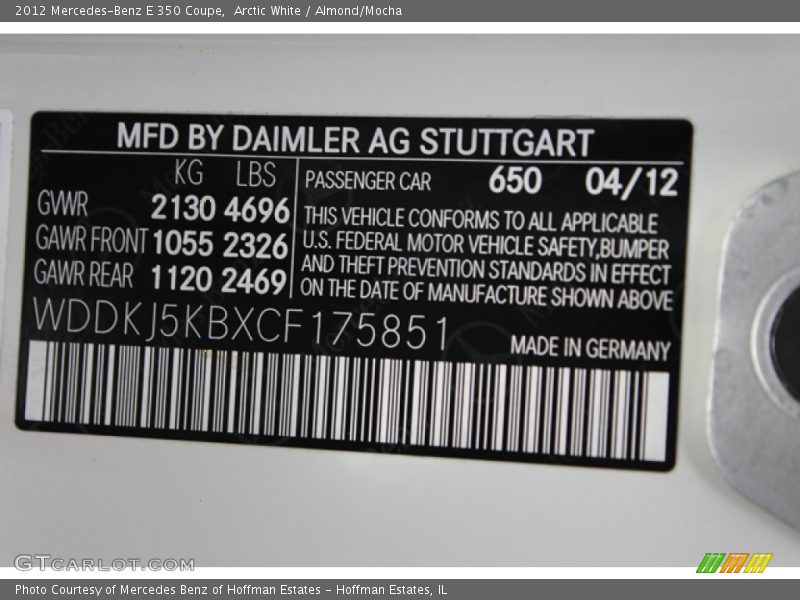 2012 Mercedes-Benz E 350 Coupe, Arctic White / Almond/Mocha
MFD BY DAIMLER AG STUTTGART
KG LBS
GVWR 2130 4696
GAWR FRONT 1055 2326
GAWR REAR 1120 2469
PASSENGER CAR 650 04/12
THIS VEHICLE CONFORMS TO ALL APPLICABLE
U.S. FEDERAL MOTOR VEHICLE SAFETY,BUMPER
AND THEFT PREVENTION STANDARDS IN EFFECT
ON THE DATE OF MANUFACTURE SHOWN ABOVE
WDDKJ5KBXCF175851
MADE IN GERMANY
GTCARLOT.COM
Photo Courtesy of Mercedes Benz of Hoffman Estates - Hoffman Estates, IL